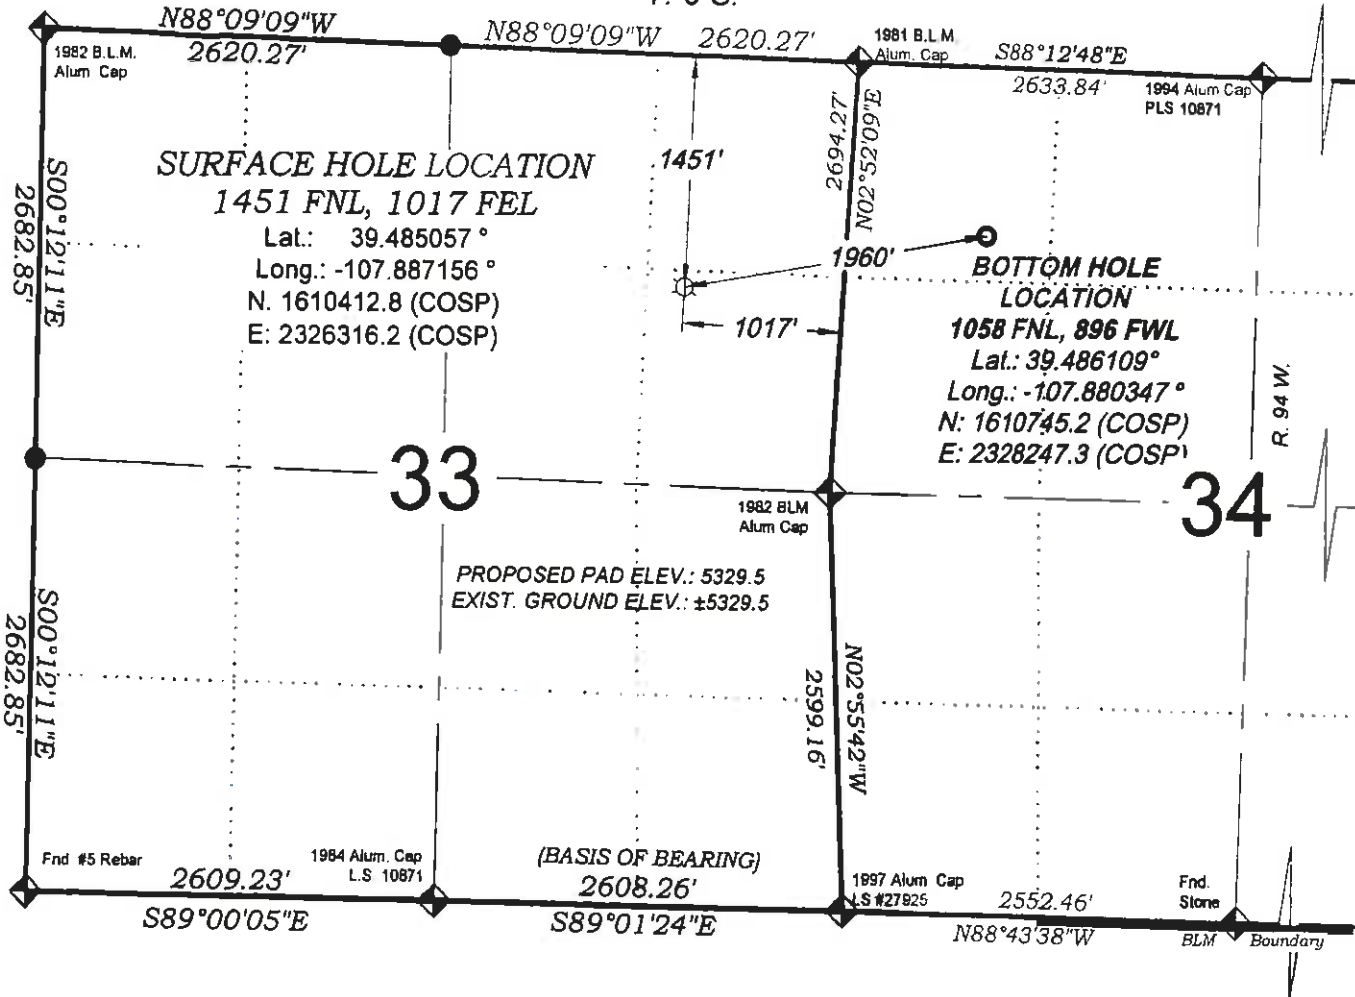 N88°09'09"W
2620.27'
N88°09'09"W 2620.27'
1982 B.L.M.
Alum Cap
1981 B.L.M.
Alum. Cap
S88°12'48"E
2633.84'
1994 Alum Cap
PLS 10871
SURFACE HOLE LOCATION
1451 FNL, 1017 FEL
Lat.: 39.485057 °
Long.: -107.887156 °
N. 1610412.8 (COSP)
E: 2326316.2 (COSP)
1451'
2694.27'
N02°52'09"E
1960'
1017'
BOTTOM HOLE
LOCATION
1058 FNL, 896 FWL
Lat.: 39.486109°
Long.: -107.880347 °
N: 1610745.2 (COSP)
E: 2328247.3 (COSP)
R. 94 W.
S00°12'11"E
2682.85'
33
34
1982 BLM
Alum Cap
PROPOSED PAD ELEV.: 5329.5
EXIST. GROUND ELEV.: ±5329.5
S00°12'11"E
2682.85'
N02°55'42"W
2599.16'
Fnd #5 Rebar
2609.23'
S89°00'05"E
1984 Alum. Cap
L.S 10871
(BASIS OF BEARING)
2608.26'
S89°01'24"E
1997 Alum Cap
LS #27925
2552.46'
N88°43'38"W
Fnd.
Stone
BLM Boundary